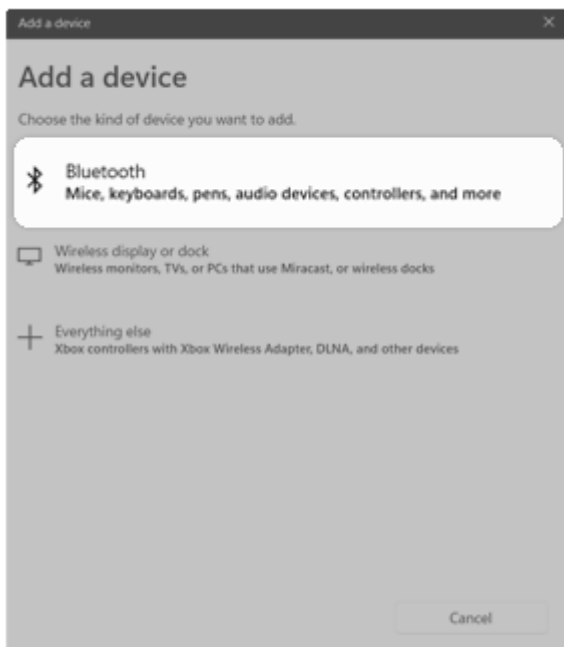 Add a device
Add a device
Choose the kind of device you want to add.
Bluetooth
Mice, keyboards, pens, audio devices, controllers, and more
Wireless display or dock
Wireless monitors, TVs, or PCs that use Miracast, or wireless docks
Everything else
Xbox controllers with Xbox Wireless Adapter, DLNA, and other devices
Cancel